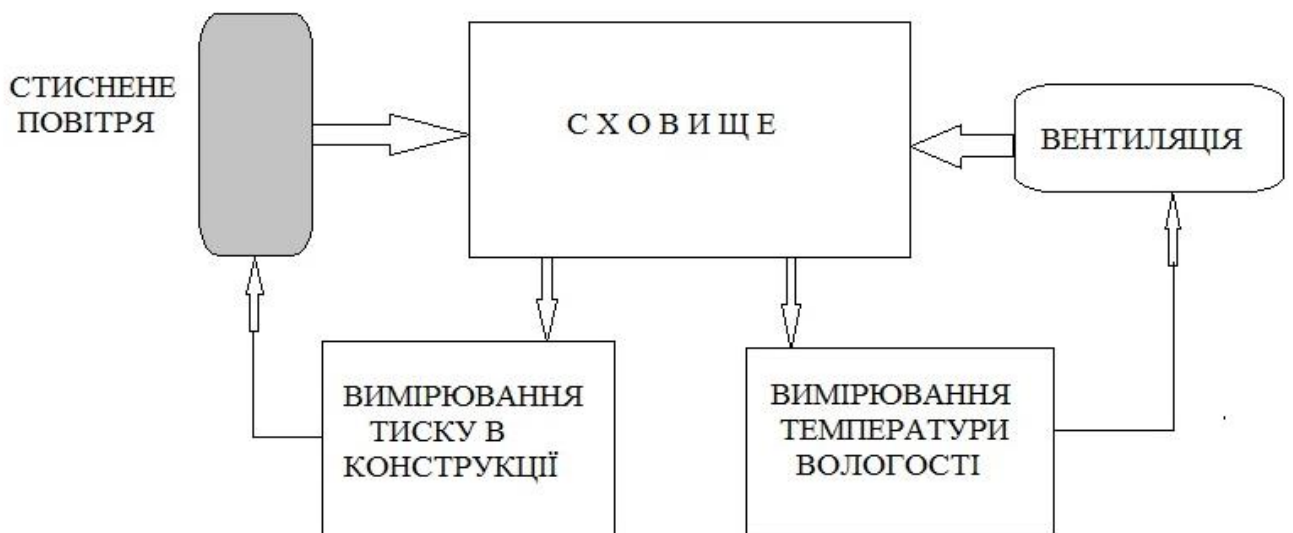 СТИСНЕНЕ
ПОВІТРЯ
С Х О В И Щ Е
ВЕНТИЛЯЦІЯ
ВИМІРЮВАННЯ
ТИСКУ В
КОНСТРУКЦІЇ
ВИМІРЮВАННЯ
ТЕМПЕРАТУРИ
ВОЛОГОСТІ